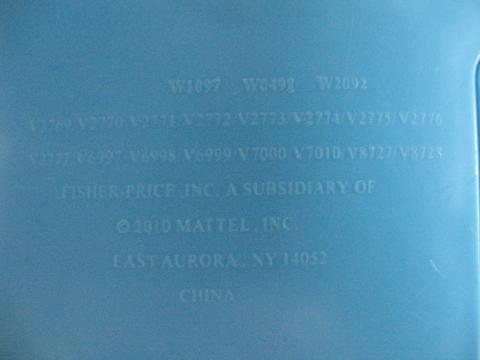 W1097 W0498 W2092
V2769/V2770/V2771/V2772/V2773/V2774/V2775/V2776
V2777/V6997/V6998/V6999/V7000/V7010/V8727/V8728
FISHER-PRICE ,INC. A SUBSIDIARY OF
© 2010 MATTEL , INC.
EAST AURORA., NY 14052
CHINA